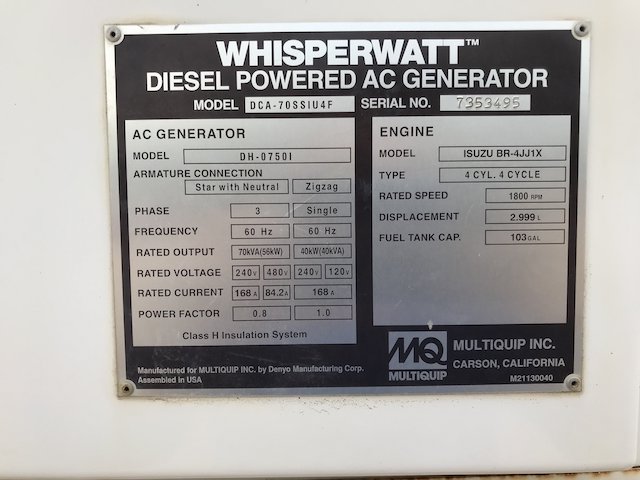 WHISPERWATT™
DIESEL POWERED AC GENERATOR
MODEL DCA-70SSIU4F SERIAL NO. 7353495
AC GENERATOR
MODEL DH-0750I
ARMATURE CONNECTION
Star with Neutral Zigzag
PHASE 3 Single
FREQUENCY 60 Hz 60 Hz
RATED OUTPUT 70kVA(56kW) 40kW(40kVA)
RATED VOLTAGE 240V 480V 240V 120V
RATED CURRENT 168A 84.2A 168A
POWER FACTOR 0.8 1.0
Class H Insulation System
ENGINE
MODEL ISUZU BR-4JJ1X
TYPE 4 CYL. 4 CYCLE
RATED SPEED 1800 RPM
DISPLACEMENT 2.999 L
FUEL TANK CAP. 103 GAL
Manufactured for MULTIQUIP INC. by Denyo Manufacturing Corp.
Assembled in USA
MQ
MULTIQUIP
MULTIQUIP INC.
CARSON, CALIFORNIA
M21130040